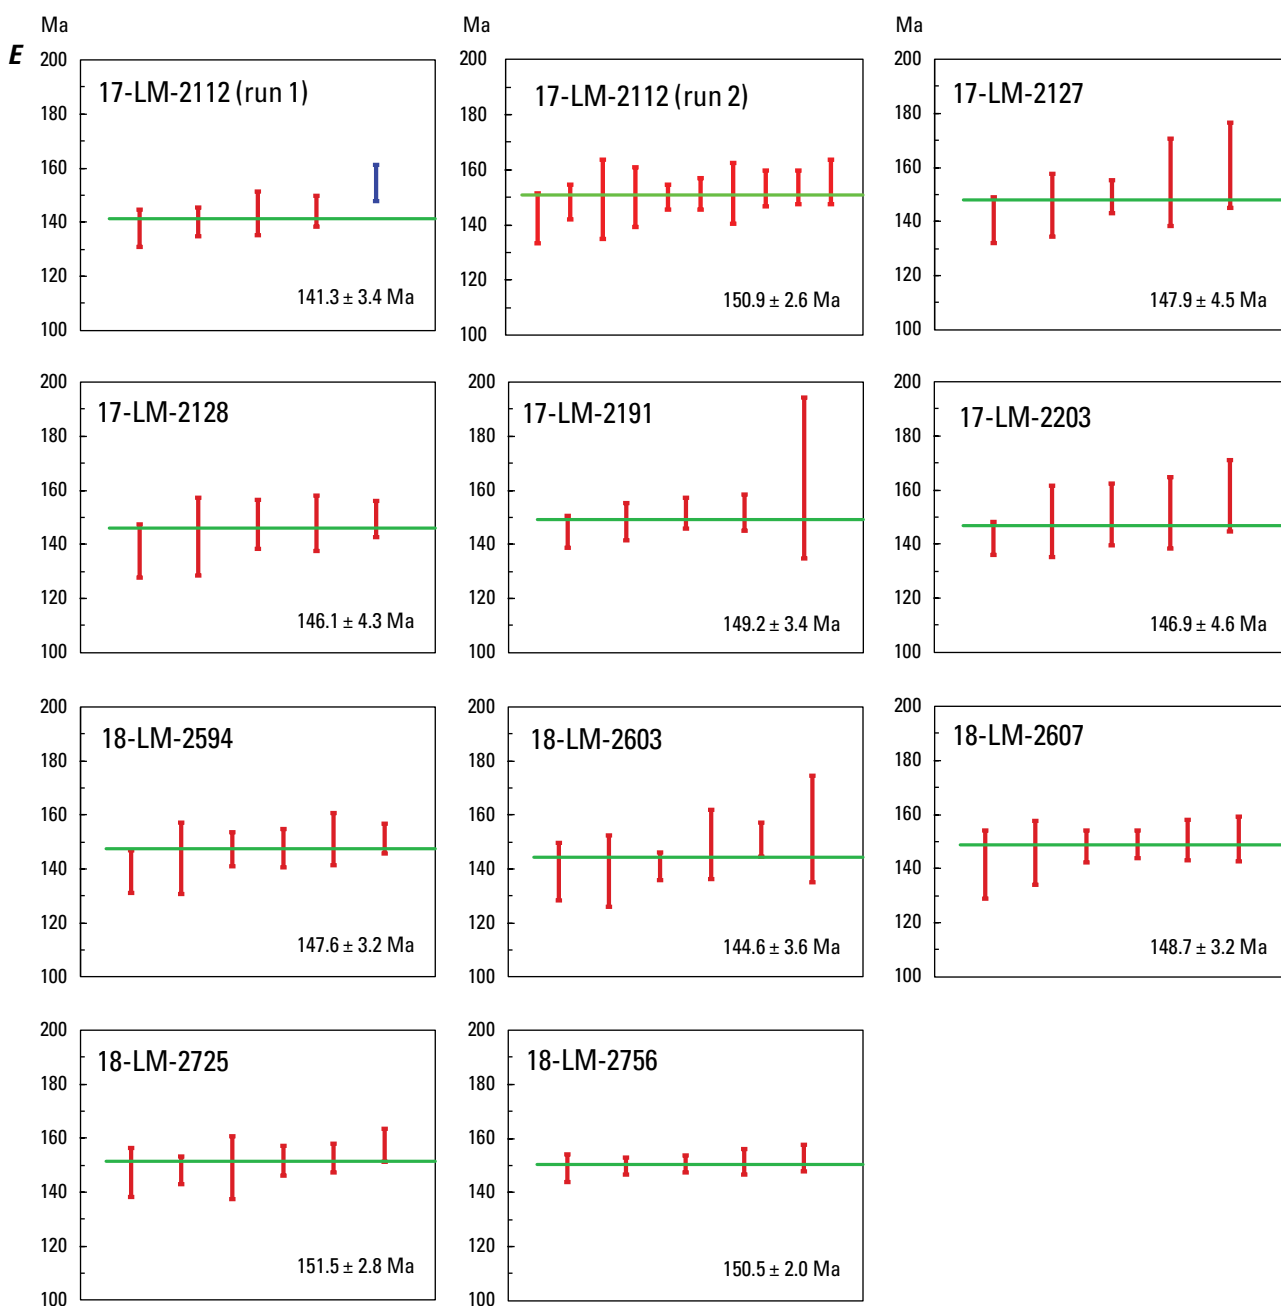 E
Ma
200
180
160
140
120
100
17-LM-2112 (run 1)
141.3 ± 3.4 Ma
Ma
200
180
160
140
120
100
17-LM-2112 (run 2)
150.9 ± 2.6 Ma
Ma
200
180
160
140
120
100
17-LM-2127
147.9 ± 4.5 Ma
200
180
160
140
120
100
17-LM-2128
146.1 ± 4.3 Ma
200
180
160
140
120
100
17-LM-2191
149.2 ± 3.4 Ma
200
180
160
140
120
100
17-LM-2203
146.9 ± 4.6 Ma
200
180
160
140
120
100
18-LM-2594
147.6 ± 3.2 Ma
200
180
160
140
120
100
18-LM-2603
144.6 ± 3.6 Ma
200
180
160
140
120
100
18-LM-2607
148.7 ± 3.2 Ma
200
180
160
140
120
100
18-LM-2725
151.5 ± 2.8 Ma
200
180
160
140
120
100
18-LM-2756
150.5 ± 2.0 Ma